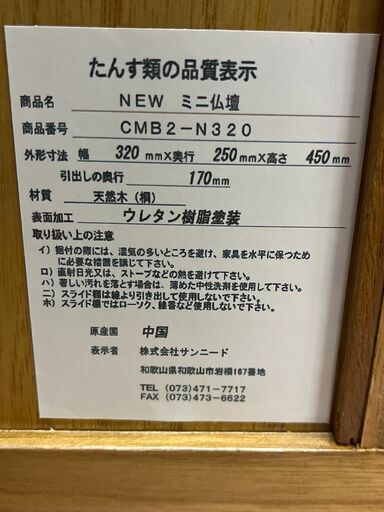 たんす類の品質表示
商品名 NEW ミニ仏壇
商品番号 CMB2-N320
外形寸法 幅 320mm×奥行 250mm×高さ 450mm
引出しの奥行 170mm
材質 天然木（桐）
表面加工 ウレタン樹脂塗装
取り扱い上の注意
イ）据付の際には、湿気の多いところを避け、家具を水平に保つため
に必要な措置を講じて下さい。
ロ）直射日光又は、ストーブなどの熱を避けて下さい。
ハ）著しい汚れを落とす場合は、薄めた中性洗剤を使用して下さい。
ニ）スライド棚は線より引き出して使用しないで下さい。
ホ）スライド棚ではローソク、線香など使用しないで下さい。
原産国 中国
表示者 株式会社サンニード
和歌山県和歌山市岩橋167番地
TEL (073)471-7717
FAX (073)473-6622